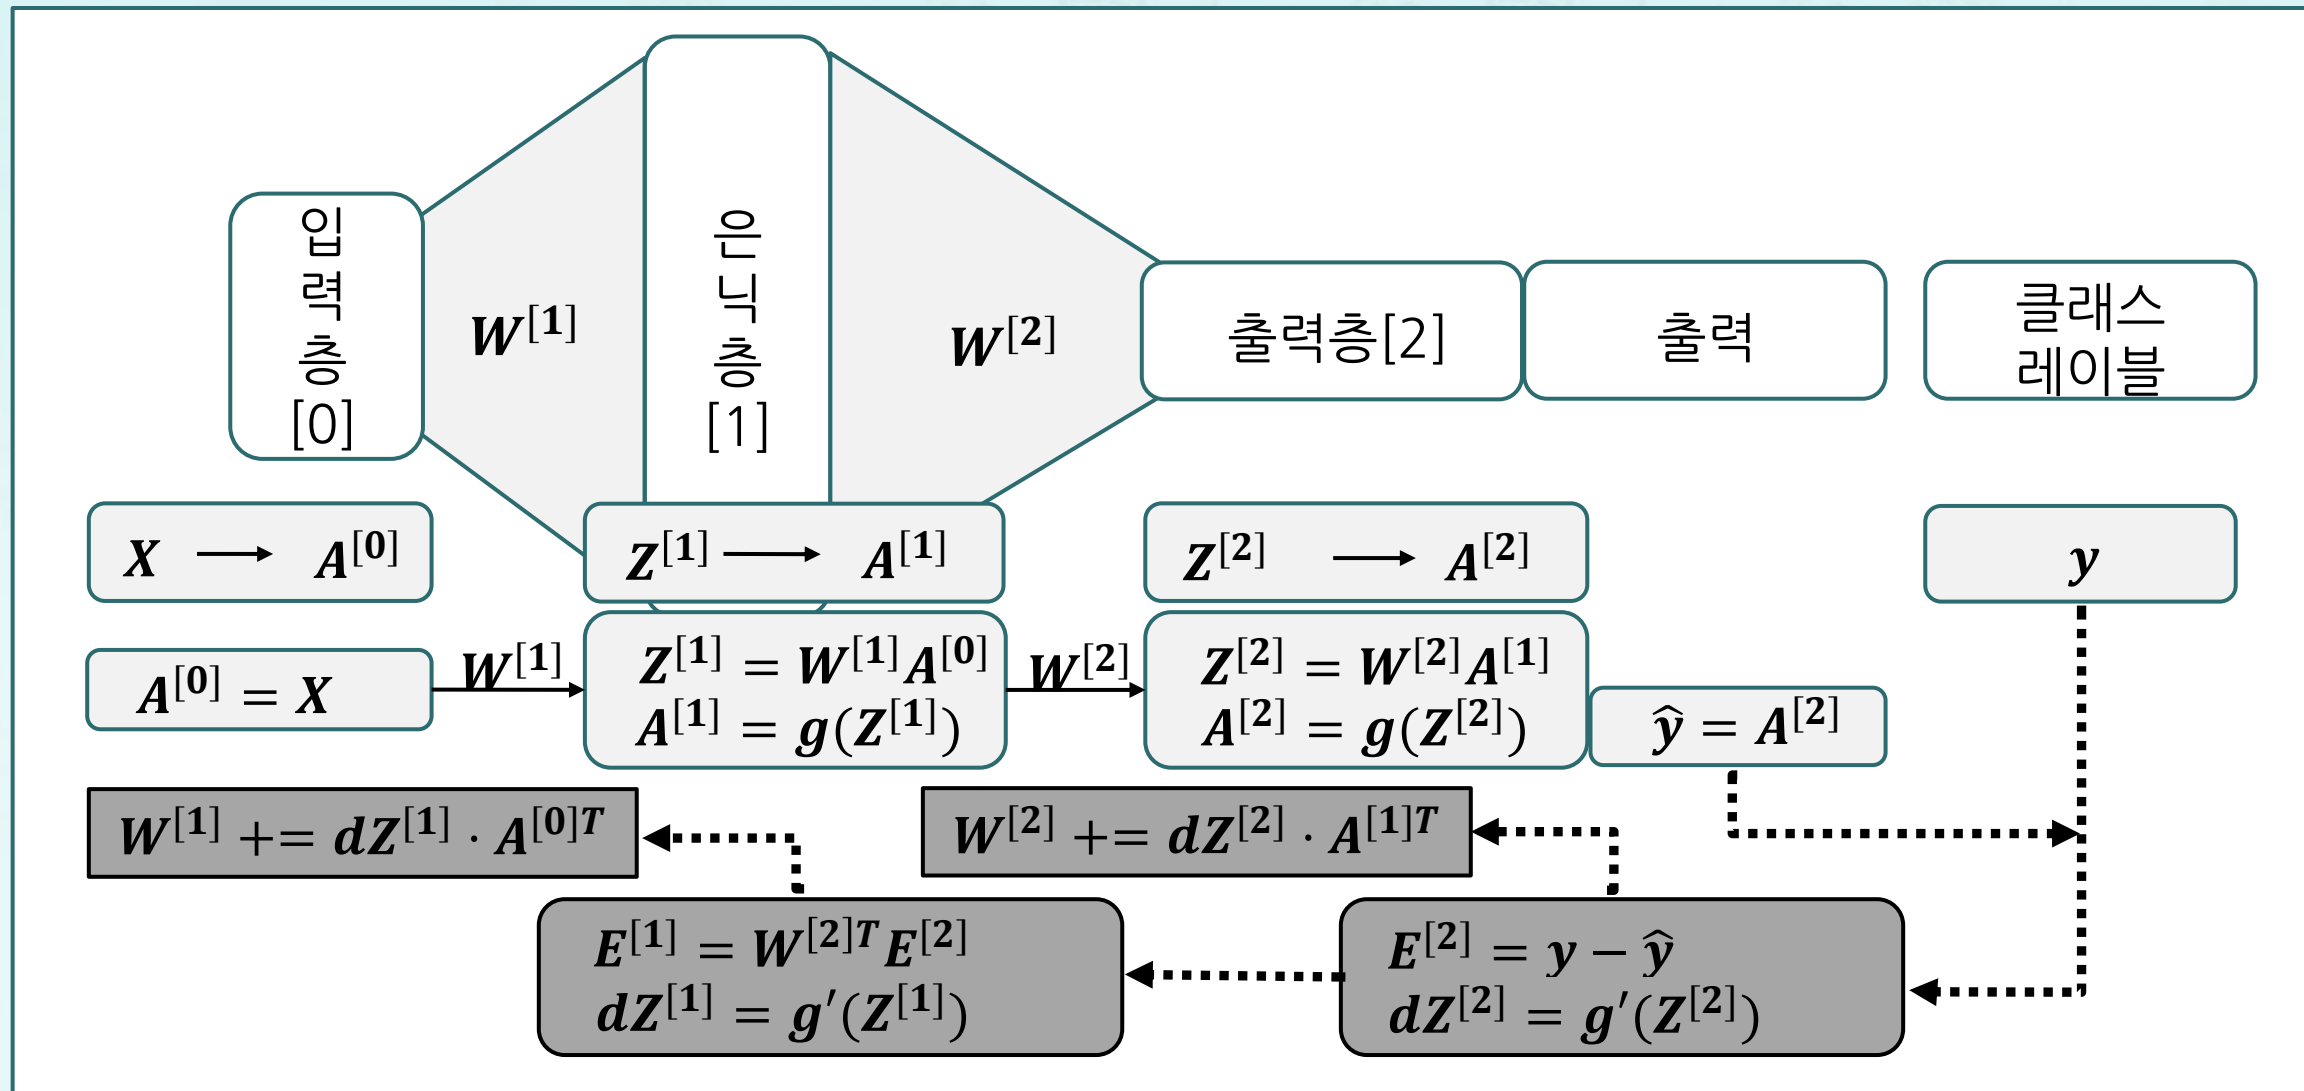 입
력
층
[0]
W^[1]
은
닉
층
[1]
W^[2]
출력층[2]
출력
클래스
레이블
X → A^[0]
Z^[1] → A^[1]
Z^[2] → A^[2]
y
A^[0] = X
W^[1]
Z^[1] = W^[1]A^[0]
A^[1] = g(Z^[1])
W^[2]
Z^[2] = W^[2]A^[1]
A^[2] = g(Z^[2])
ŷ = A^[2]
W^[1] += dZ^[1] · A^[0]T
W^[2] += dZ^[2] · A^[1]T
E^[1] = W^[2]T E^[2]
dZ^[1] = g′(Z^[1])
E^[2] = y − ŷ
dZ^[2] = g′(Z^[2])